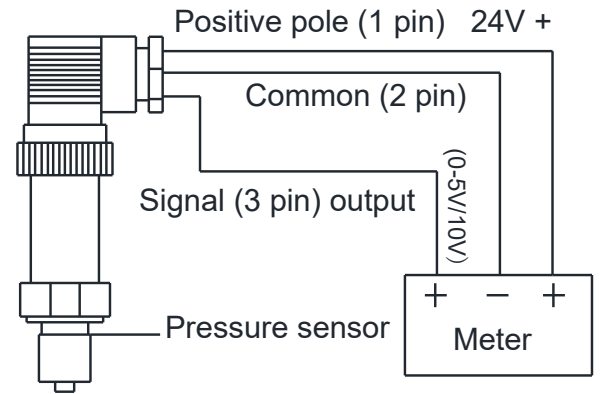 Positive pole (1 pin) 24V +
Common (2 pin)
(0-5V/10V)
Signal (3 pin) output
+ − +
Pressure sensor
Meter